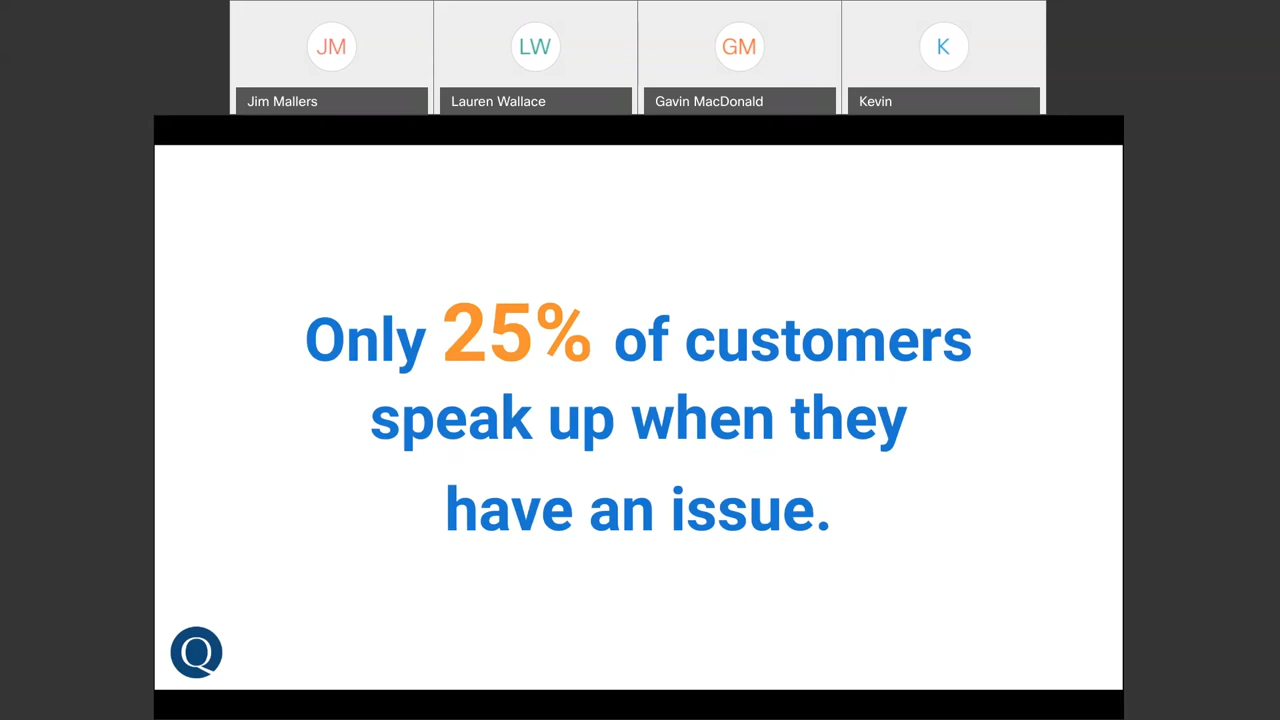 JM LW GM K
Jim Mallers Lauren Wallace Gavin MacDonald Kevin
Only 25% of customers
speak up when they
have an issue.
Q